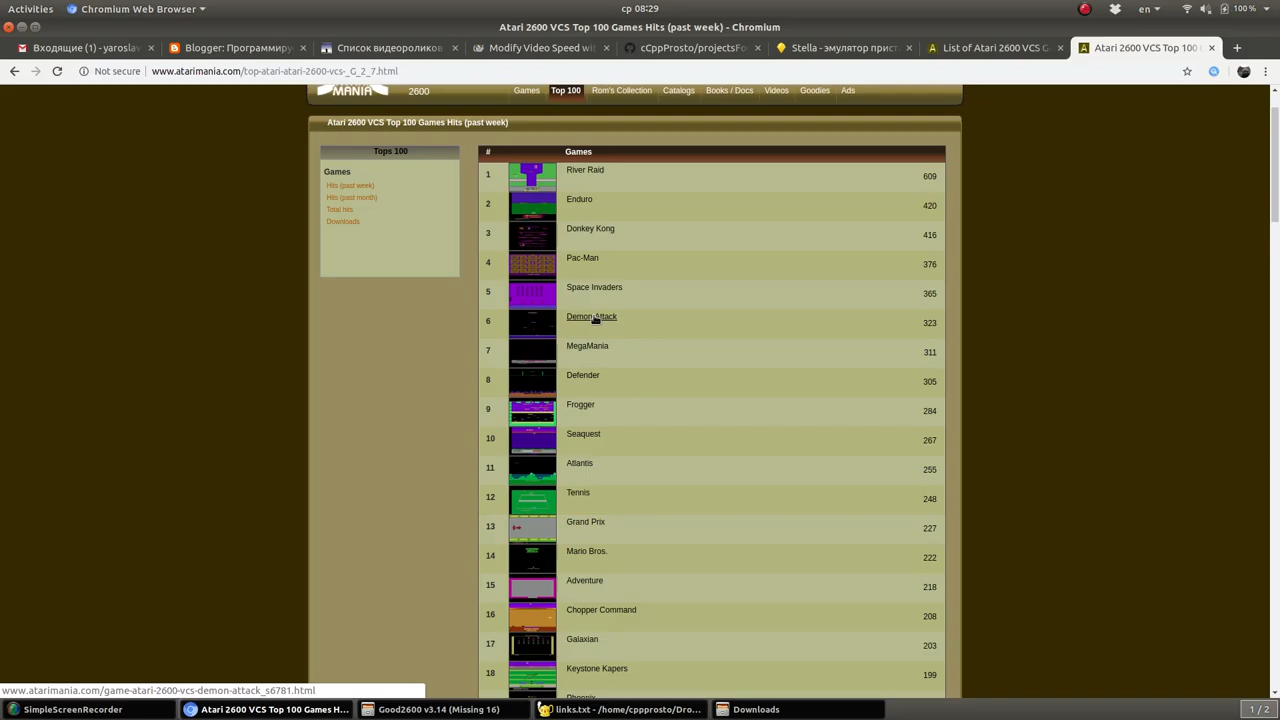 Activities
Chromium Web Browser
ср 08:29
en
100 %
Atari 2600 VCS Top 100 Games Hits (past week) - Chromium
Входящие (1) - yaroslav
Blogger: Программиру
Список видеороликов
Modify Video Speed with
cCppProsto/projectsFo
Stella - эмулятор прист
List of Atari 2600 VCS G
Atari 2600 VCS Top 100
Not secure
www.atarimania.com/top-atari-atari-2600-vcs-_G_2_7.html
MANIA
2600
Games
Top 100
Rom's Collection
Catalogs
Books / Docs
Videos
Goodies
Ads
Atari 2600 VCS Top 100 Games Hits (past week)
Tops 100
Games
Hits (past week)
Hits (past month)
Total hits
Downloads
# Games
1 River Raid 609
2 Enduro 420
3 Donkey Kong 416
4 Pac-Man 376
5 Space Invaders 365
6 Demon Attack 323
7 MegaMania 311
8 Defender 305
9 Frogger 284
10 Seaquest 267
11 Atlantis 255
12 Tennis 248
13 Grand Prix 227
14 Mario Bros. 222
15 Adventure 218
16 Chopper Command 208
17 Galaxian 203
18 Keystone Kapers 199
Phoenix
www.atarimania.com/game-atari-2600-vcs-demon-attack_s6781.html
SimpleScreenRecorder
Atari 2600 VCS Top 100 Games H...
Good2600 v3.14 (Missing 16)
links.txt - /home/cppprosto/Dro...
Downloads
1 / 2